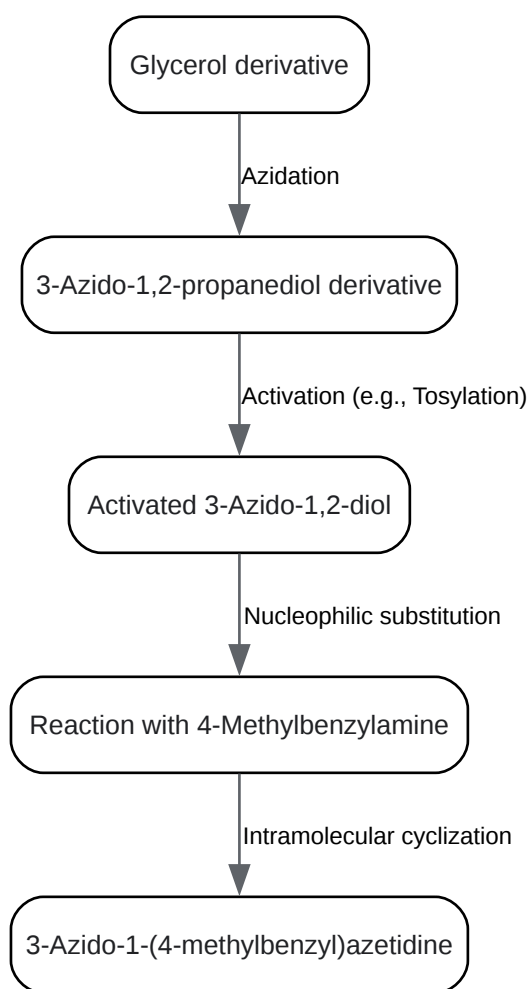 Glycerol derivative
Azidation
3-Azido-1,2-propanediol derivative
Activation (e.g., Tosylation)
Activated 3-Azido-1,2-diol
Nucleophilic substitution
Reaction with 4-Methylbenzylamine
Intramolecular cyclization
3-Azido-1-(4-methylbenzyl)azetidine